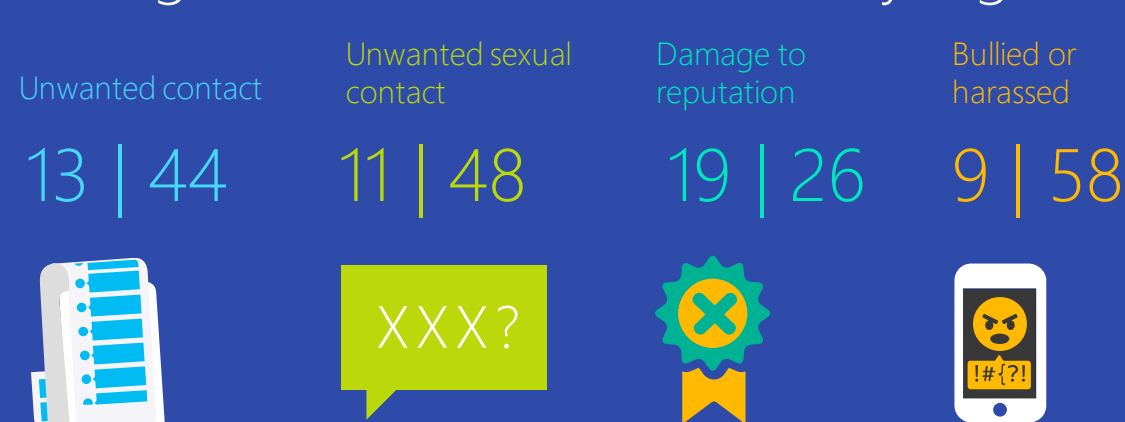 Unwanted contact
13 | 44
Unwanted sexual
contact
11 | 48
XXX?
Damage to
reputation
19 | 26
Bullied or
harassed
9 | 58
!#{?!